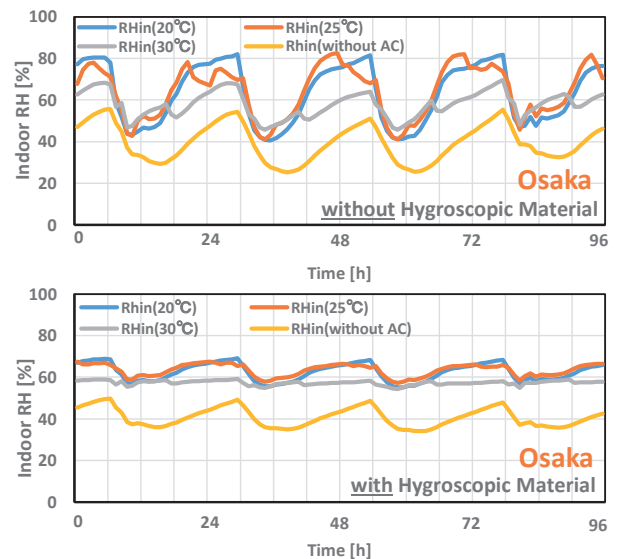 RHin(20℃)
RHin(25℃)
RHin(30℃)
Rhin(without AC)
100
80
60
40
20
0
Indoor RH [%]
Osaka
without Hygroscopic Material
0
24
48
72
96
Time [h]
Rhin(20℃)
RHin(25℃)
RHin(30℃)
RHin(without AC)
100
80
60
40
20
0
Indoor RH [%]
Osaka
with Hygroscopic Material
0
24
48
72
96
Time [h]